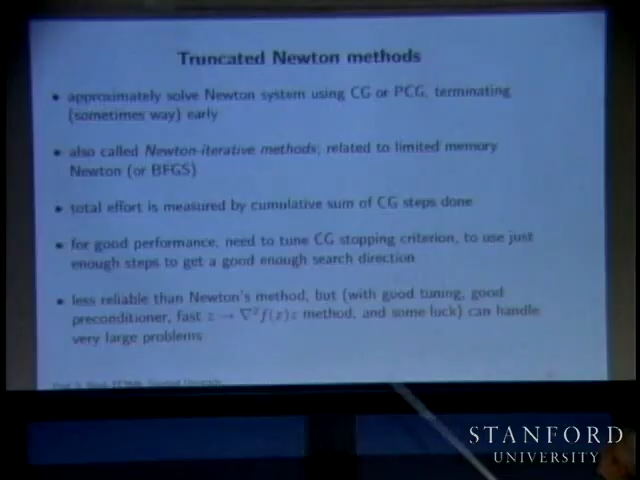 Truncated Newton methods
• approximately solve Newton system using CG or PCG, terminating
(sometimes way) early
• also called Newton-iterative methods; related to limited memory
Newton (or BFGS)
• total effort is measured by cumulative sum of CG steps done
• for good performance, need to tune CG stopping criterion, to use just
enough steps to get a good enough search direction
• less reliable than Newton's method, but (with good tuning, good
preconditioner, fast z → ∇²f(x)z method, and some luck) can handle
very large problems
STANFORD
UNIVERSITY